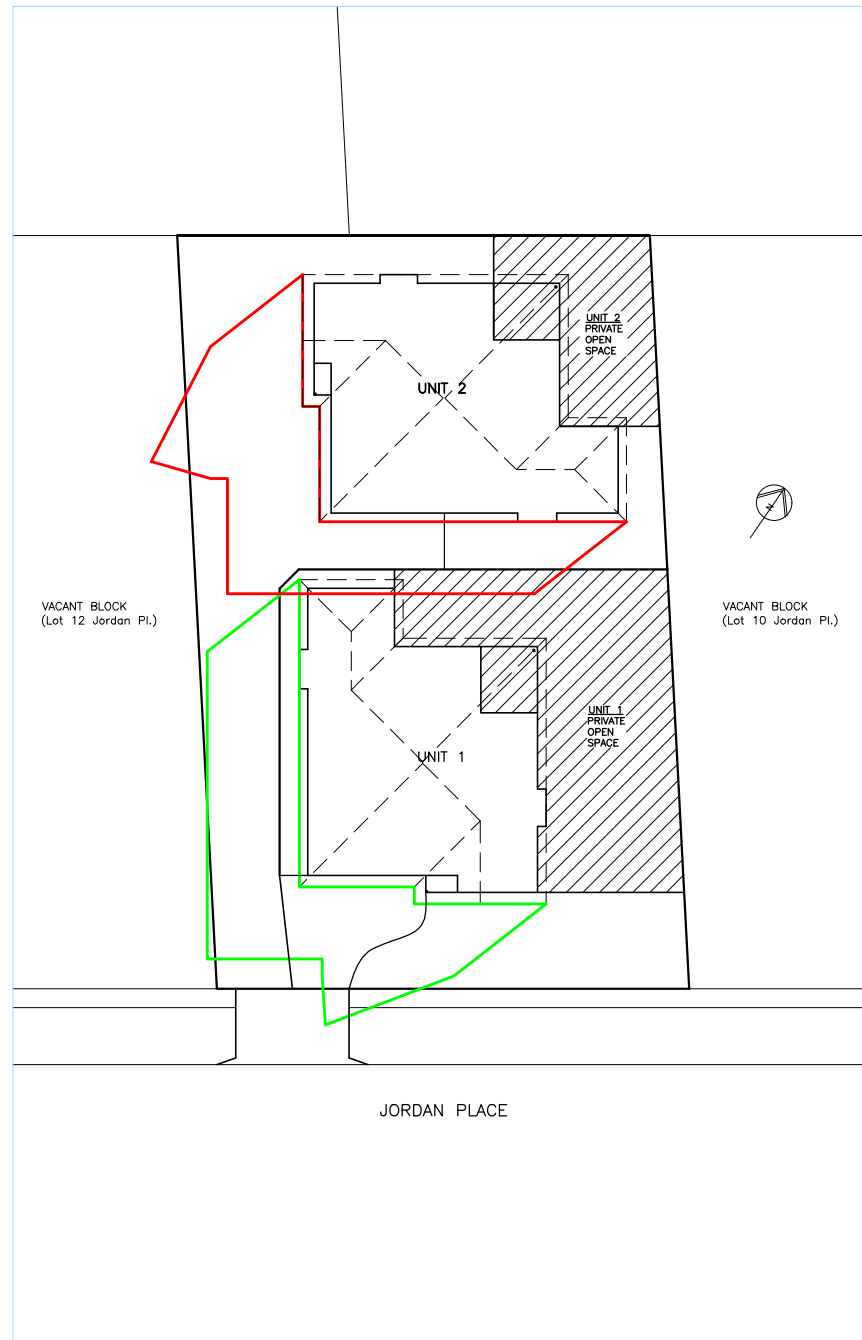 UNIT 2
PRIVATE
OPEN
SPACE
UNIT 2
N
VACANT BLOCK
(Lot 12 Jordan Pl.)
VACANT BLOCK
(Lot 10 Jordan Pl.)
UNIT 1
PRIVATE
OPEN
SPACE
UNIT 1
JORDAN PLACE